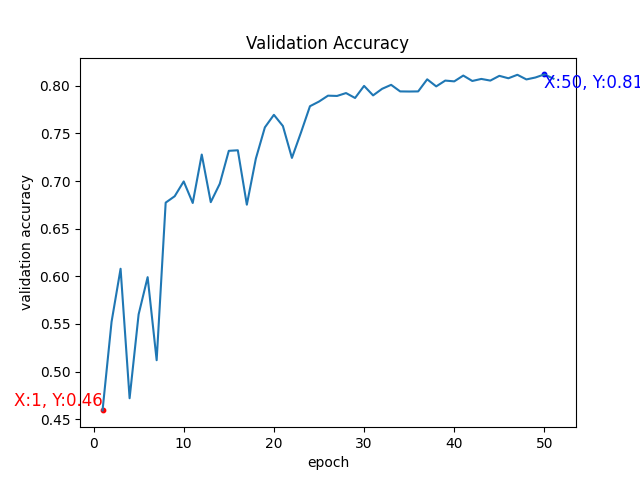 Validation Accuracy
validation accuracy
0.80
0.75
0.70
0.65
0.60
0.55
0.50
0.45
X:50, Y:0.81
X:1, Y:0.46
0 10 20 30 40 50
epoch